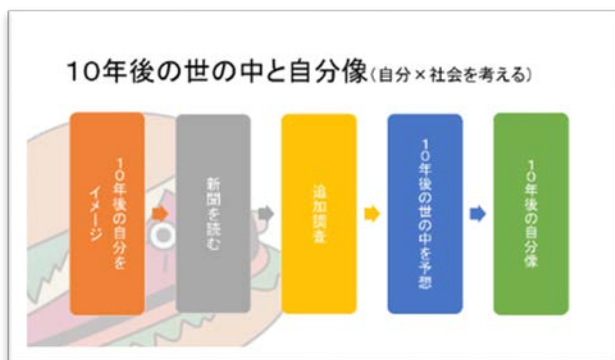 10年後の世の中と自分像(自分×社会を考える)
10年後の自分を
イメージ
新聞を読む
追加調査
10年後の世の中を予想
10年後の自分像